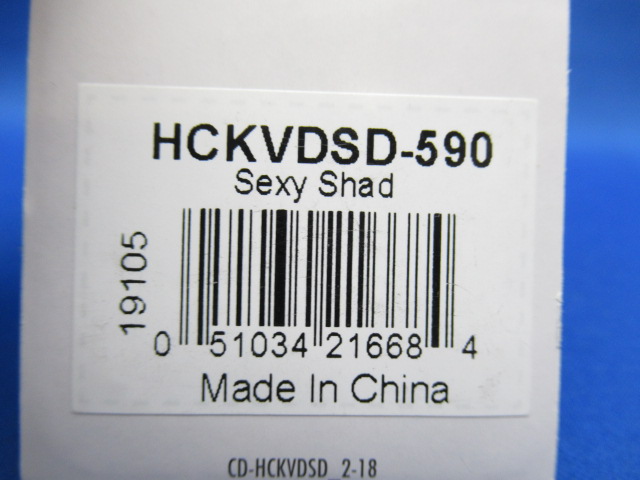 HCKVDSD-590
Sexy Shad
19105
0 51034 21668 4
Made In China
CD-HCKVDSD_2-18